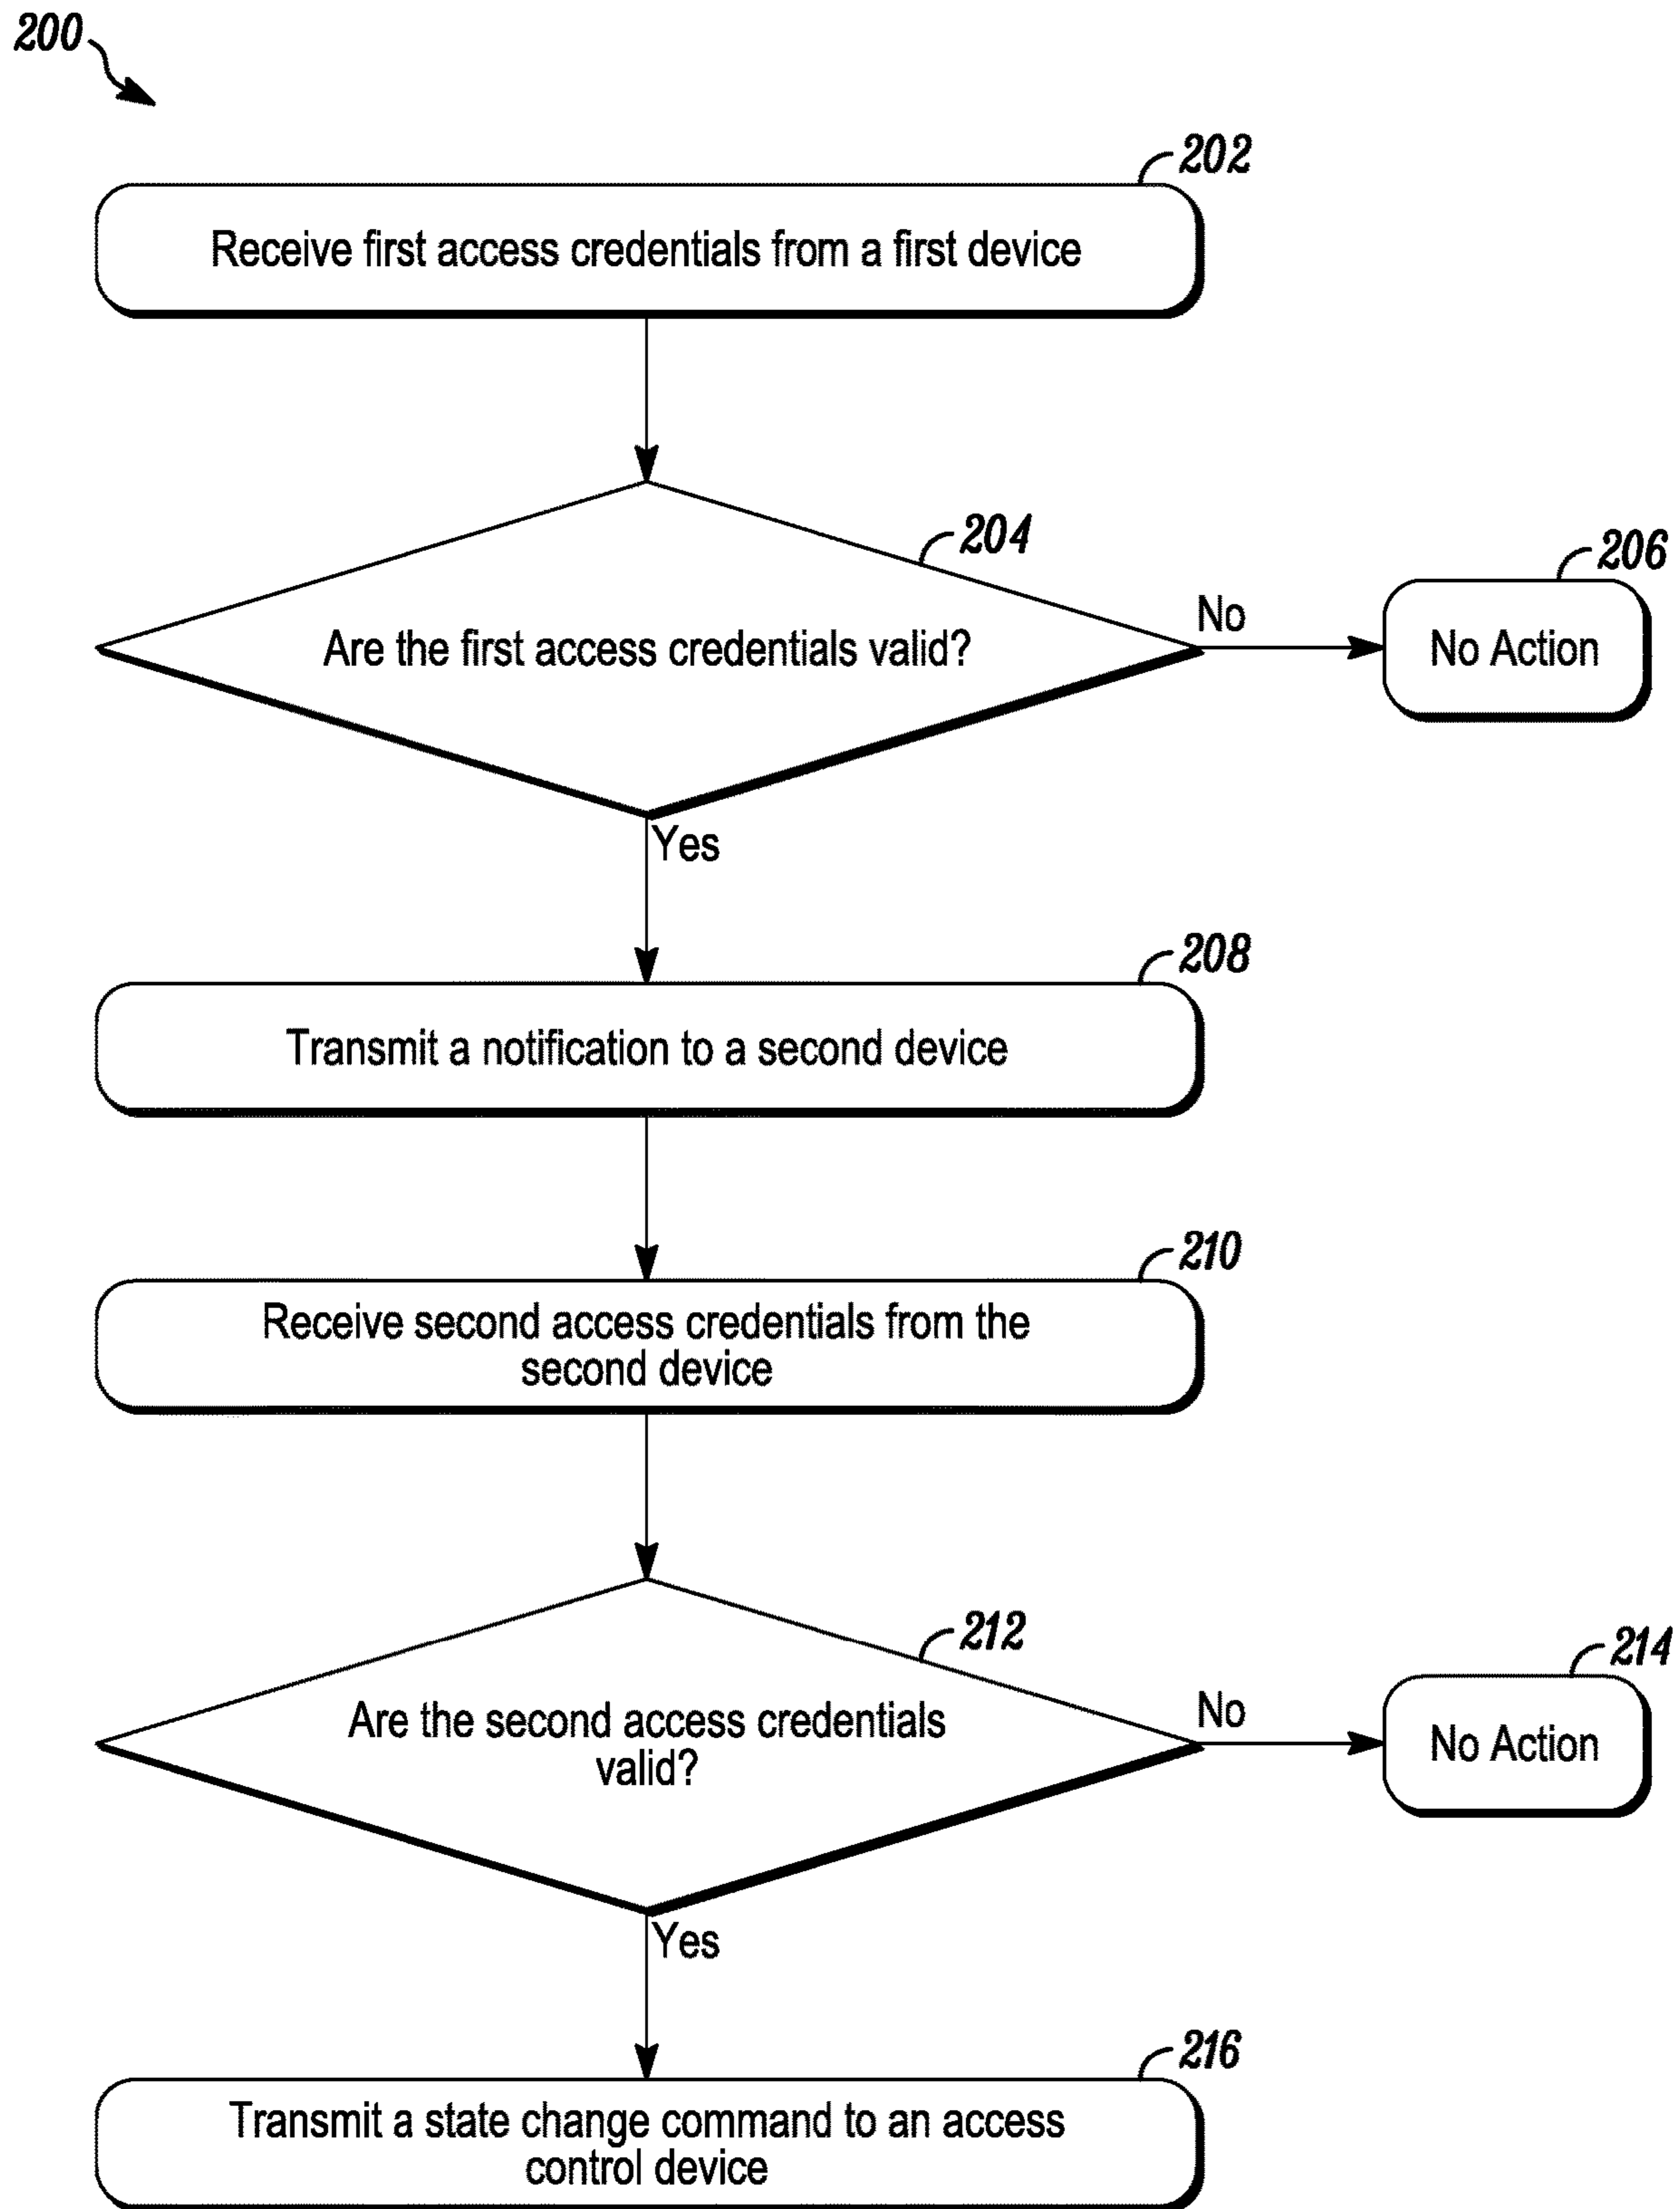 200
202
Receive first access credentials from a first device
204
206
Are the first access credentials valid?
No
No Action
Yes
208
Transmit a notification to a second device
210
Receive second access credentials from the
second device
212
214
Are the second access credentials
valid?
No
No Action
Yes
216
Transmit a state change command to an access
control device